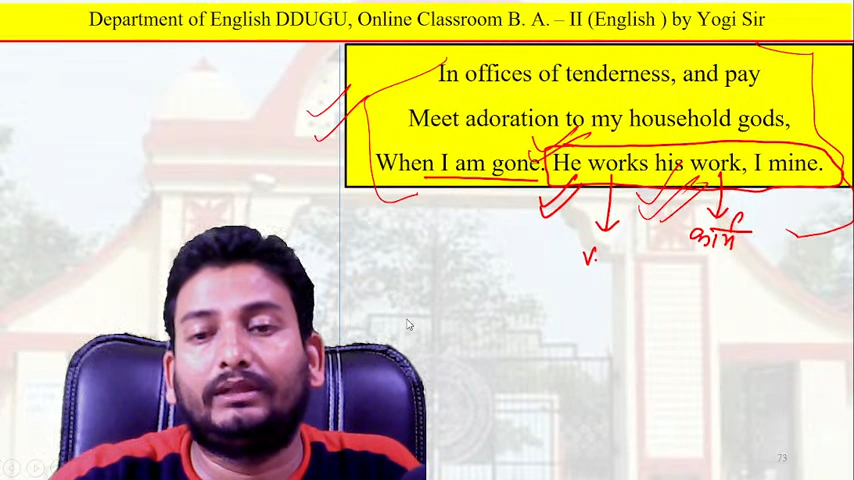 Department of English DDUGU, Online Classroom B. A. – II (English ) by Yogi Sir
In offices of tenderness, and pay
Meet adoration to my household gods,
When I am gone. He works his work, I mine.
v.
कार्य
73